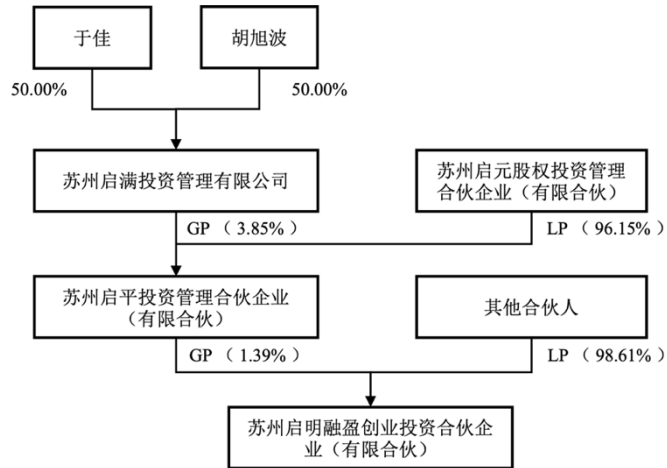 于佳
胡旭波
50.00%
50.00%
苏州启满投资管理有限公司
苏州启元股权投资管理
合伙企业（有限合伙）
GP （ 3.85% ）
LP （ 96.15% ）
苏州启平投资管理合伙企业
（有限合伙）
其他合伙人
GP （ 1.39% ）
LP （ 98.61% ）
苏州启明融盈创业投资合伙企
业（有限合伙）